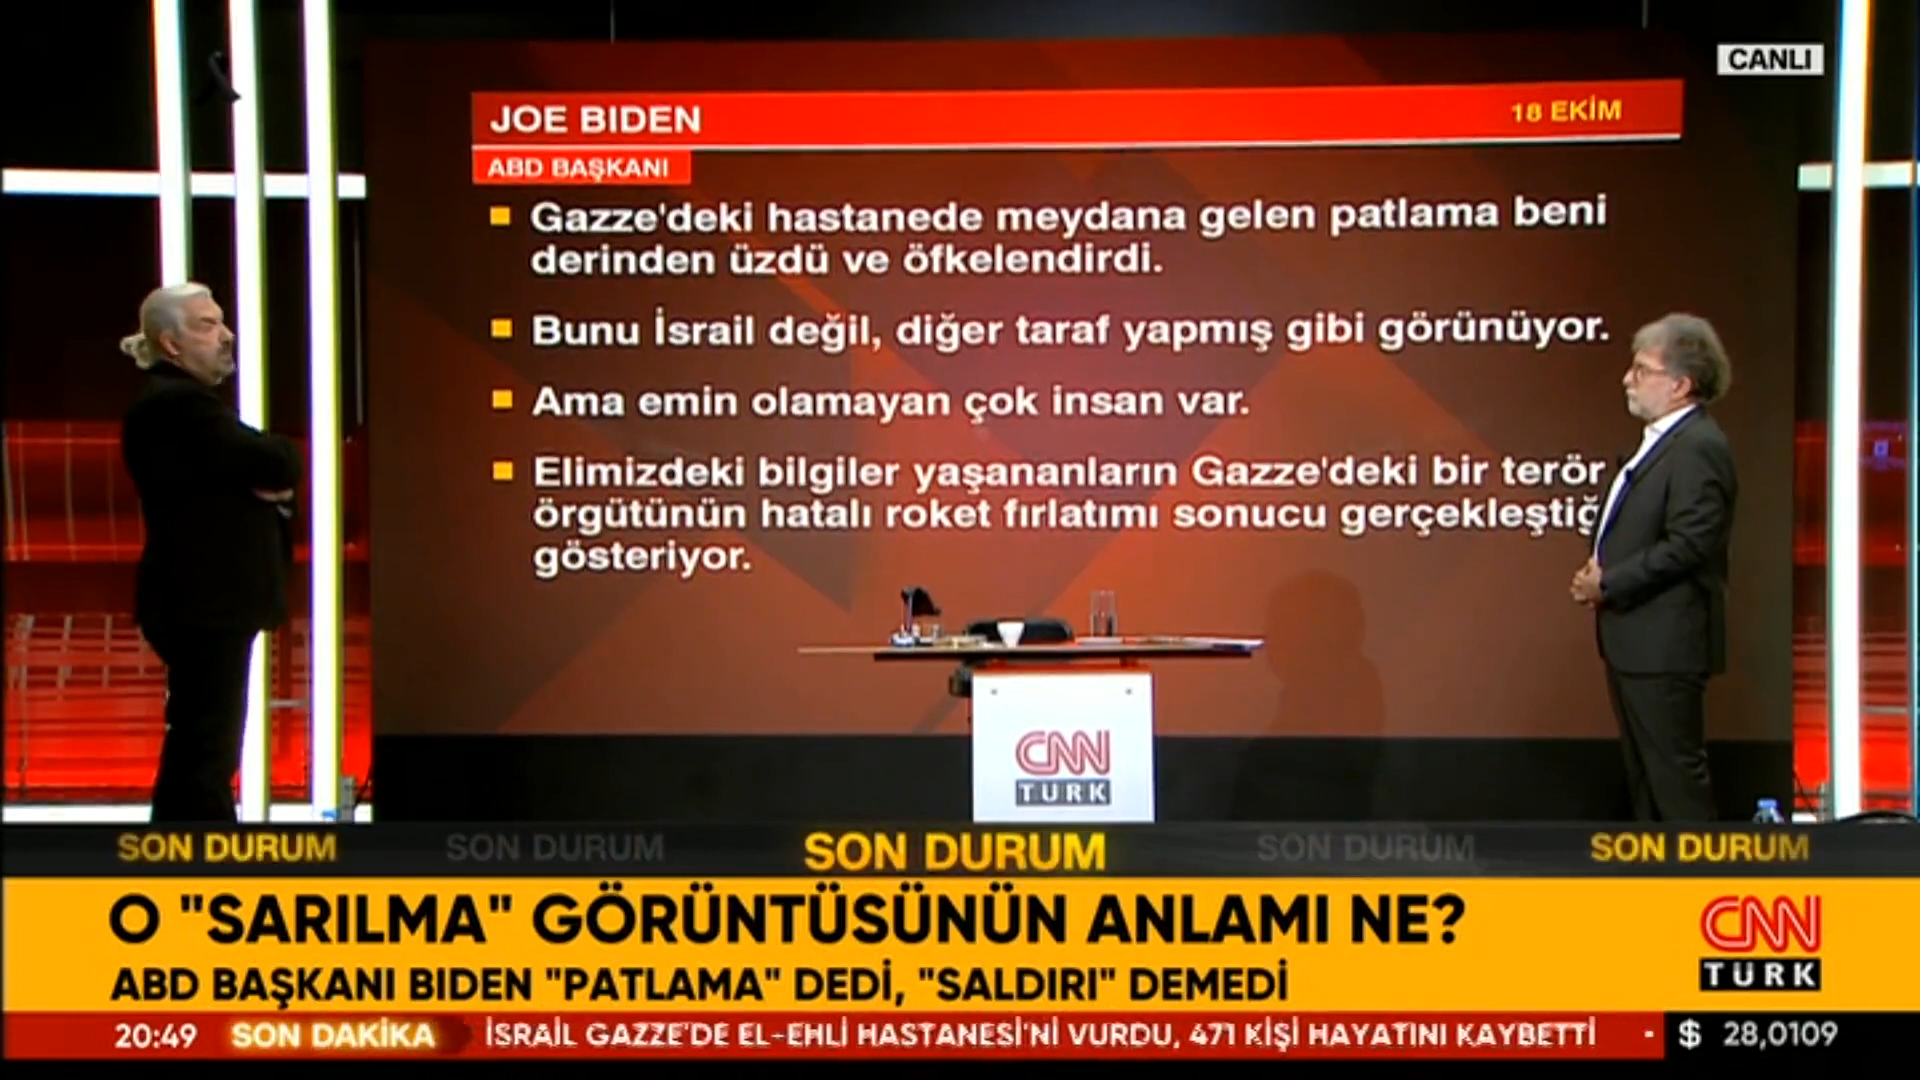 CANLI
JOE BIDEN
18 EKİM
ABD BAŞKANI
Gazze'deki hastanede meydana gelen patlama beni
derinden üzdü ve öfkelendirdi.
Bunu İsrail değil, diğer taraf yapmış gibi görünüyor.
Ama emin olamayan çok insan var.
Elimizdeki bilgiler yaşananların Gazze'deki bir terör
örgütünün hatalı roket fırlatımı sonucu gerçekleştiğ
gösteriyor.
CNN
TÜRK
SON DURUM SON DURUM SON DURUM SON DURUM SON DURUM
O "SARILMA" GÖRÜNTÜSÜNÜN ANLAMI NE?
ABD BAŞKANI BIDEN "PATLAMA" DEDİ, "SALDIRI" DEMEDİ
CNN
TÜRK
20:49 SON DAKİKA İSRAİL GAZZE'DE EL-EHLİ HASTANESİ'Nİ VURDU, 471 KİŞİ HAYATINI KAYBETTİ - $ 28,0109